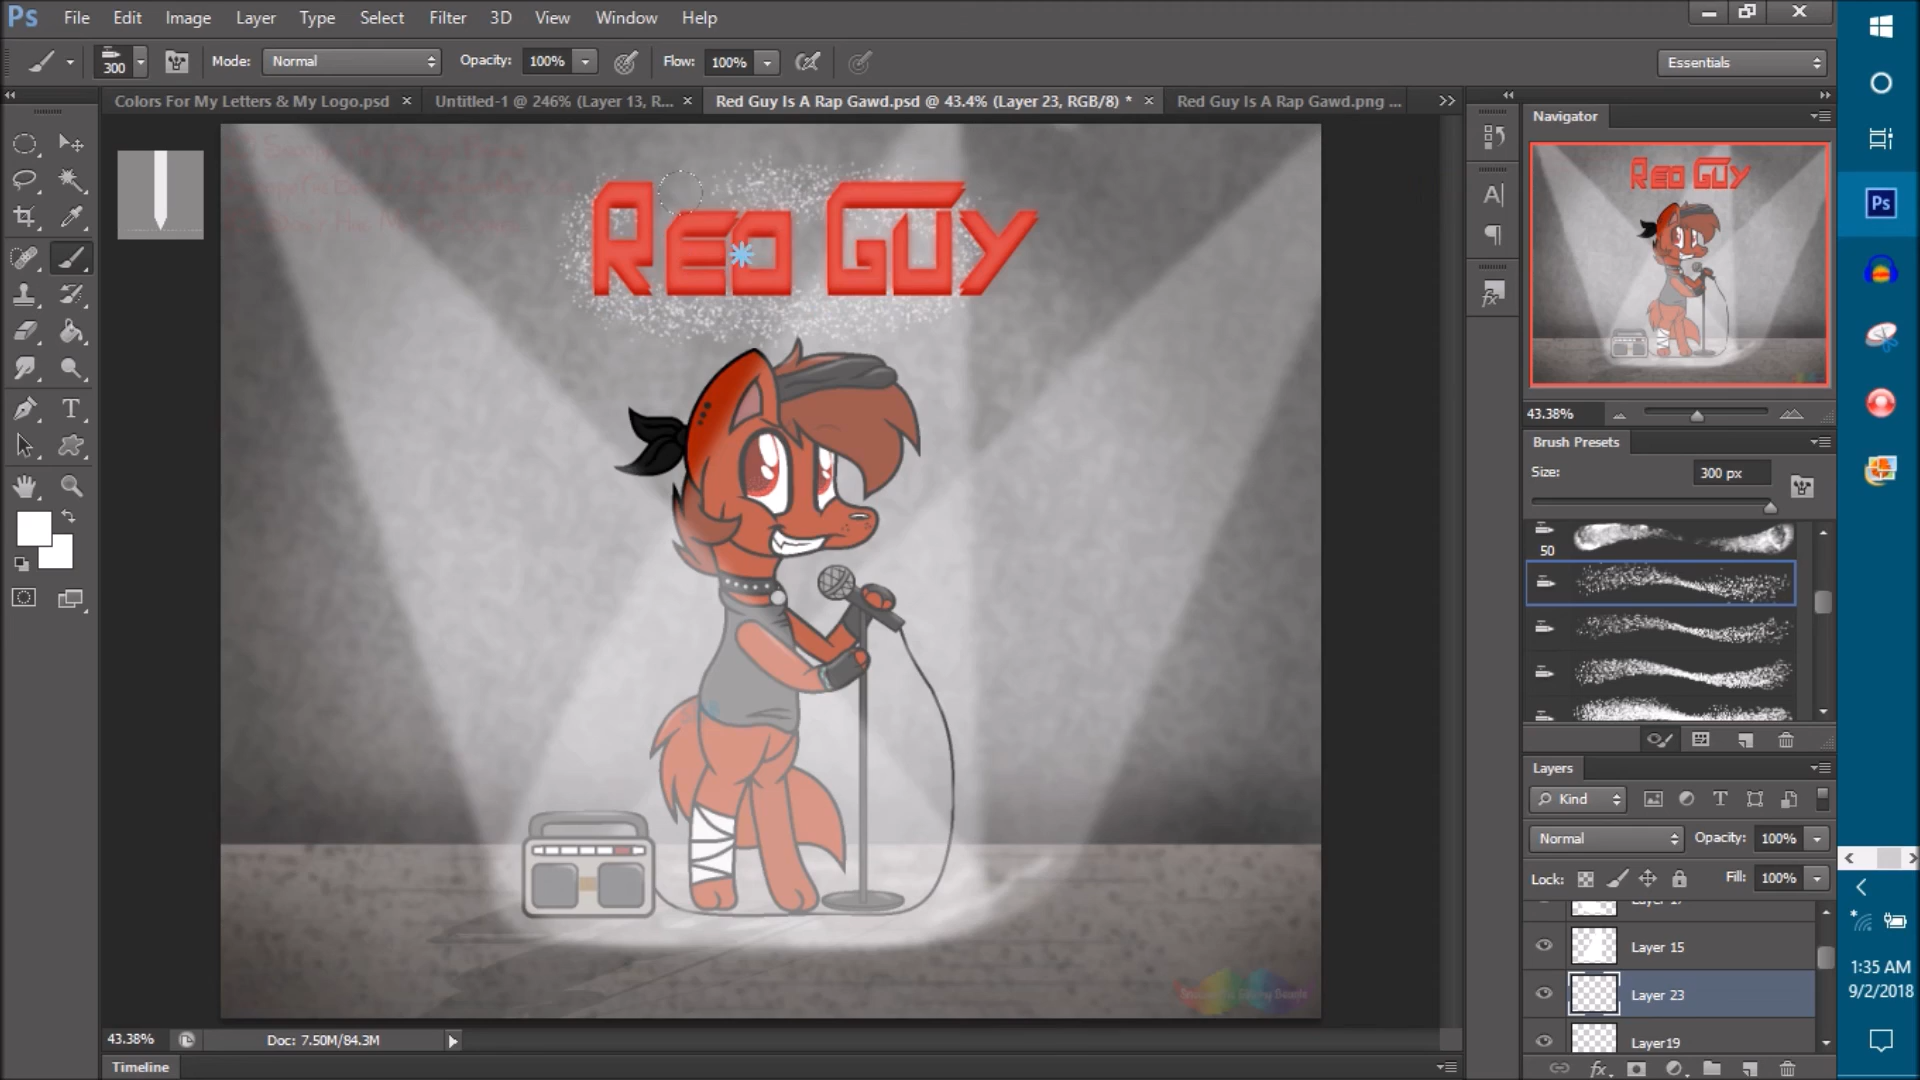 Ps File Edit Image Layer Type Select Filter 3D View Window Help
300 Mode: Normal Opacity: 100% Flow: 100% Essentials
Colors For My Letters & My Logo.psd × Untitled-1 @ 246% (Layer 13, R... × Red Guy Is A Rap Gawd.psd @ 43.4% (Layer 23, RGB/8) * × Red Guy Is A Rap Gawd.png ...
Navigator
Red Guy
Red Guy
Ps
43.38%
Brush Presets
Size: 300 px
50
Layers
Kind
Normal Opacity: 100%
Lock: Fill: 100%
Layer 15
Layer 23
Layer19
43.38% Doc: 7.50M/84.3M
Timeline
1:35 AM
9/2/2018